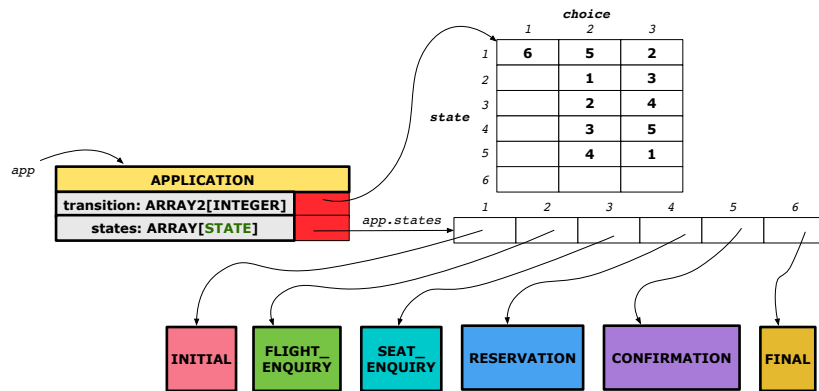 choice
1 2 3
1 6 5 2
2 1 3
3 2 4
state
4 3 5
5 4 1
6
app
APPLICATION
transition: ARRAY2[INTEGER]
states: ARRAY[STATE]
app.states
1 2 3 4 5 6
INITIAL
FLIGHT_
ENQUIRY
SEAT_
ENQUIRY
RESERVATION
CONFIRMATION
FINAL